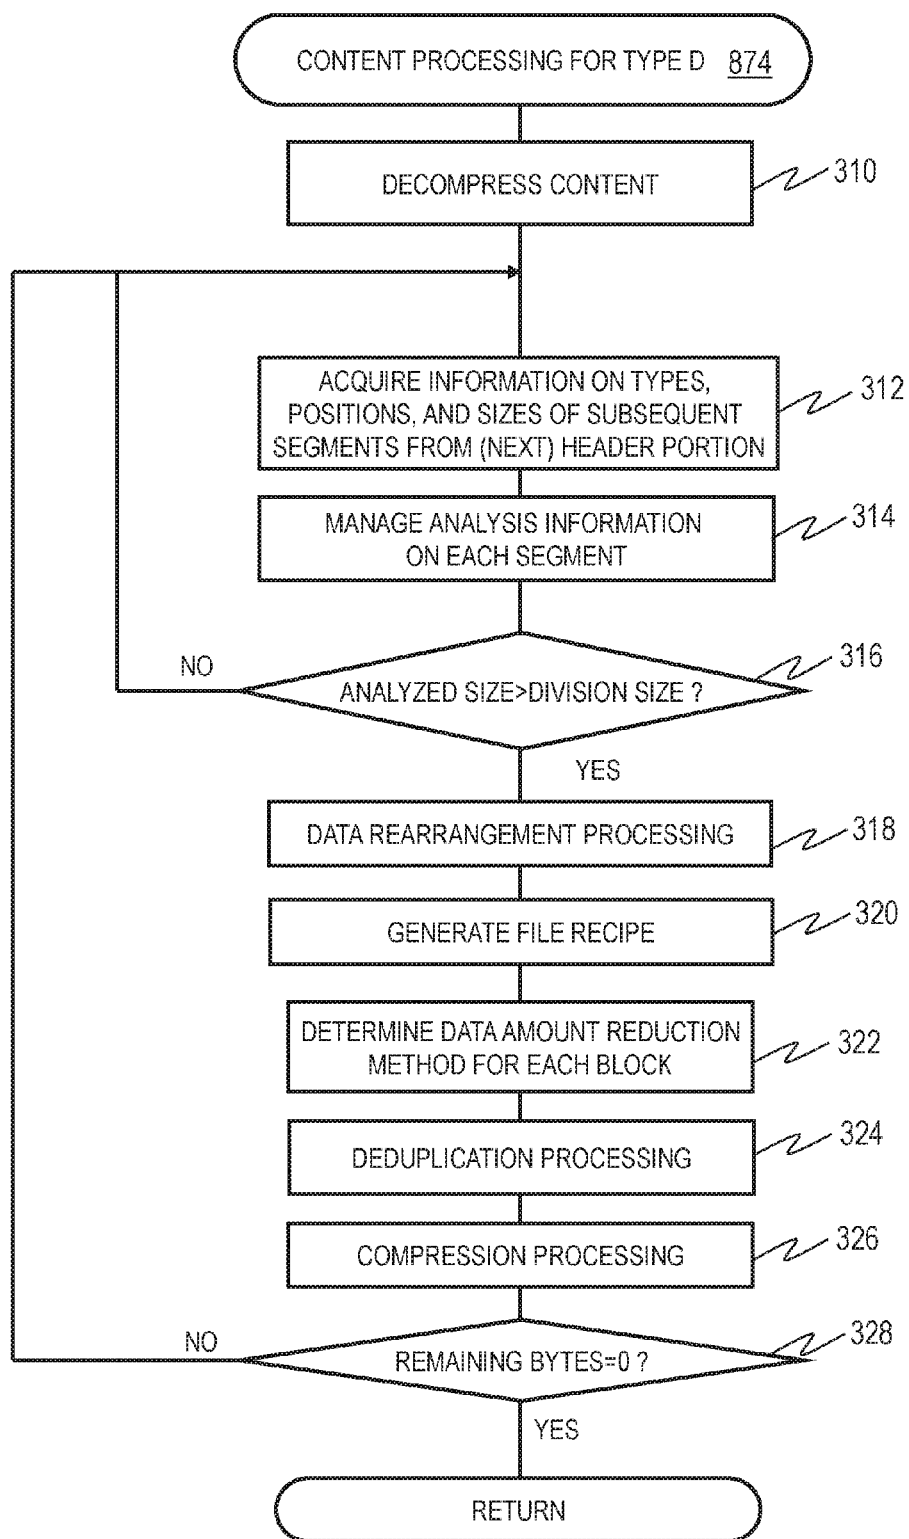 CONTENT PROCESSING FOR TYPE D 874
DECOMPRESS CONTENT
310
ACQUIRE INFORMATION ON TYPES,
POSITIONS, AND SIZES OF SUBSEQUENT
SEGMENTS FROM (NEXT) HEADER PORTION
312
MANAGE ANALYSIS INFORMATION
ON EACH SEGMENT
314
NO
ANALYZED SIZE>DIVISION SIZE ?
316
YES
DATA REARRANGEMENT PROCESSING
318
GENERATE FILE RECIPE
320
DETERMINE DATA AMOUNT REDUCTION
METHOD FOR EACH BLOCK
322
DEDUPLICATION PROCESSING
324
COMPRESSION PROCESSING
326
NO
REMAINING BYTES=0 ?
328
YES
RETURN